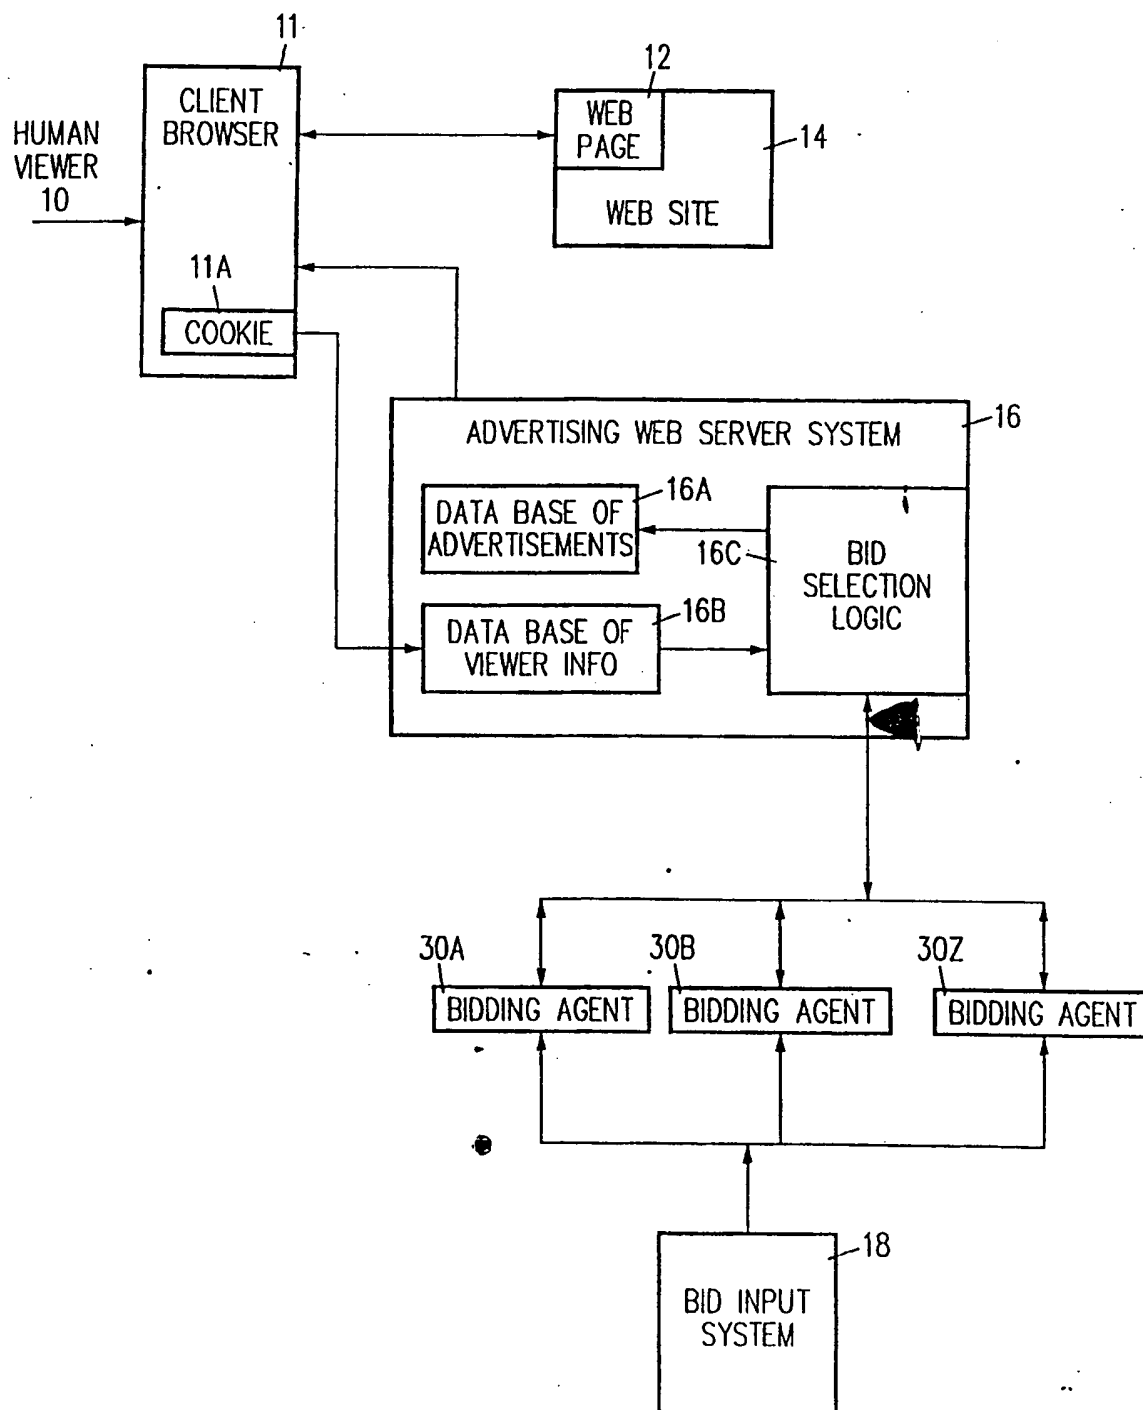 11
CLIENT
BROWSER
HUMAN
VIEWER
10
11A
COOKIE
12
WEB
PAGE
14
WEB SITE
16
ADVERTISING WEB SERVER SYSTEM
16A
DATA BASE OF
ADVERTISEMENTS
16C
BID
SELECTION
LOGIC
16B
DATA BASE OF
VIEWER INFO
30A
BIDDING AGENT
30B
BIDDING AGENT
30Z
BIDDING AGENT
18
BID INPUT
SYSTEM